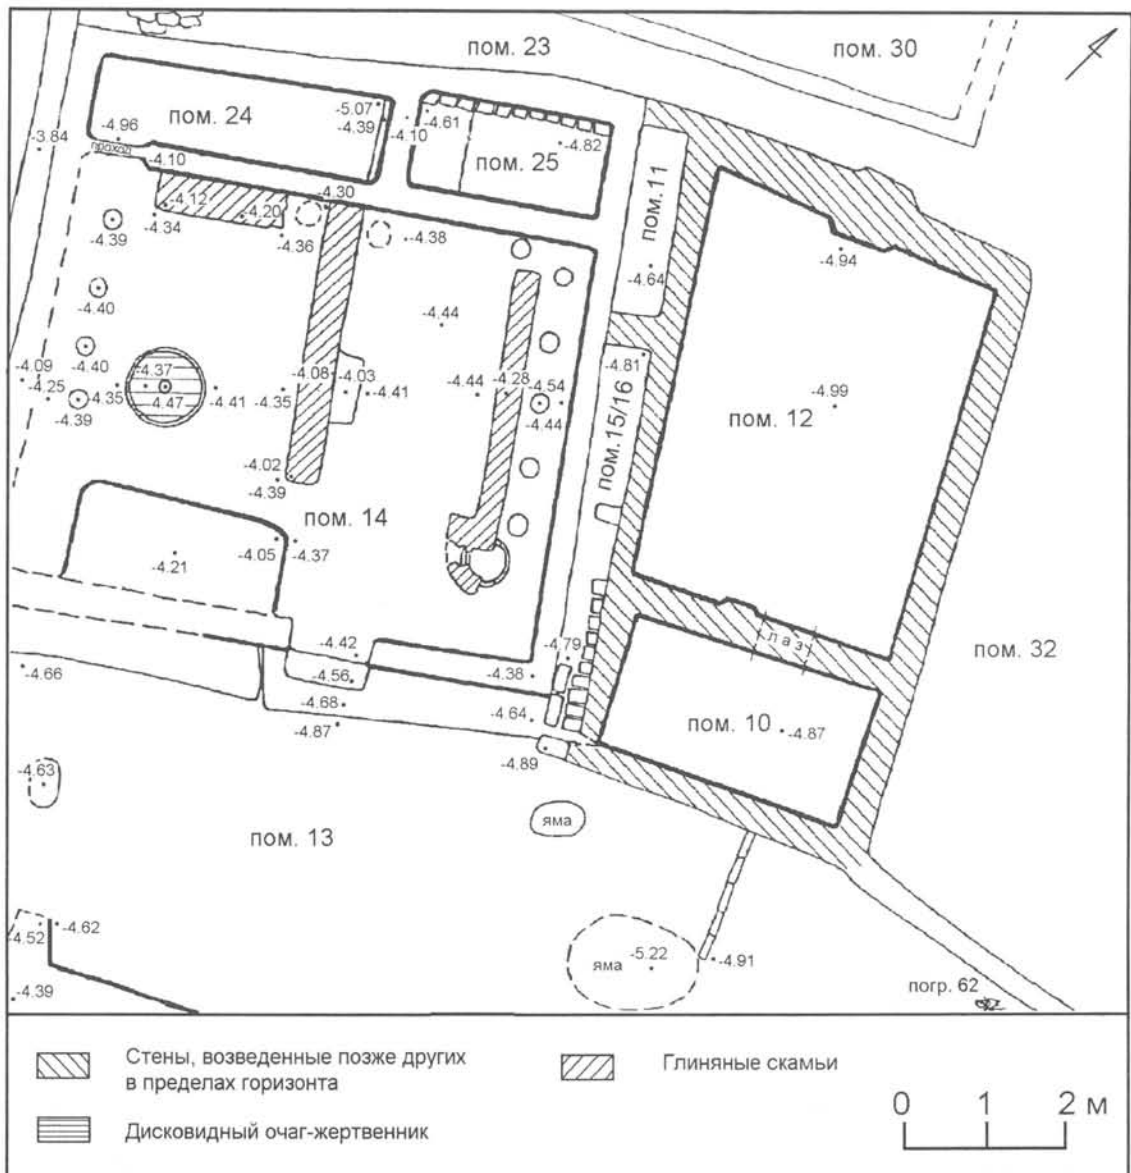 пом. 23
пом. 30
пом. 24
-5.07
-4.39
-4.10
-4.61
-4.82
пом. 25
-3.84
-4.96
проход
-4.10
пом. 11
-4.64
-4.94
-4.12
-4.20
-4.30
-4.34
-4.36
-4.38
-4.39
-4.40
-4.44
-4.40
-4.09
-4.25
-4.39
-4.35
-4.37
-4.47
-4.41
-4.35
-4.08
-4.03
-4.41
-4.44
-4.28
-4.54
-4.44
-4.81
пом. 15/16
-4.99
пом. 12
-4.02
-4.39
пом. 14
-4.05
-4.37
-4.21
лаз
пом. 32
-4.42
-4.56
-4.38
-4.79
-4.66
-4.68
-4.87
-4.64
-4.89
пом. 10
-4.87
-4.63
яма
пом. 13
-4.52
-4.62
-4.39
яма
-5.22
-4.91
погр. 62
Стены, возведенные позже других
в пределах горизонта
Глиняные скамьи
Дисковидный очаг-жертвенник
0 1 2 м